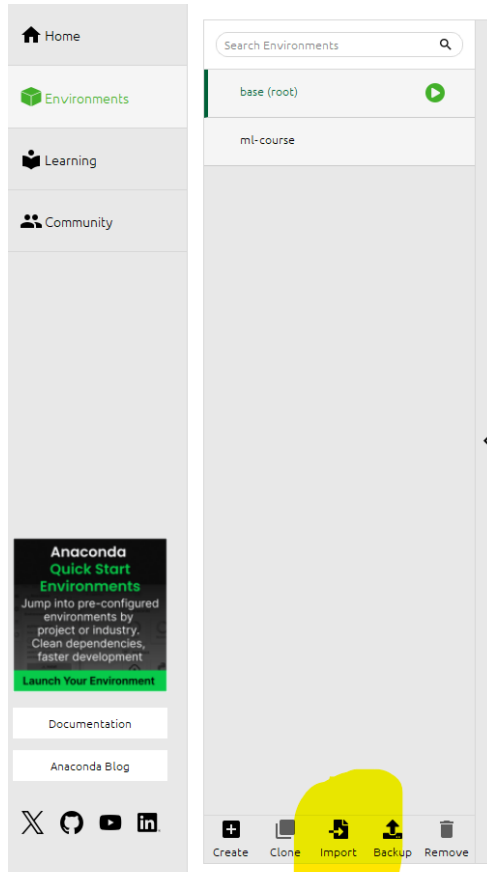 Home
Environments
Learning
Community
Anaconda
Quick Start
Environments
Jump into pre-configured
environments by
project or industry.
Clean dependencies,
faster development
Launch Your Environment
Documentation
Anaconda Blog
Search Environments
base (root)
ml-course
Create Clone Import Backup Remove